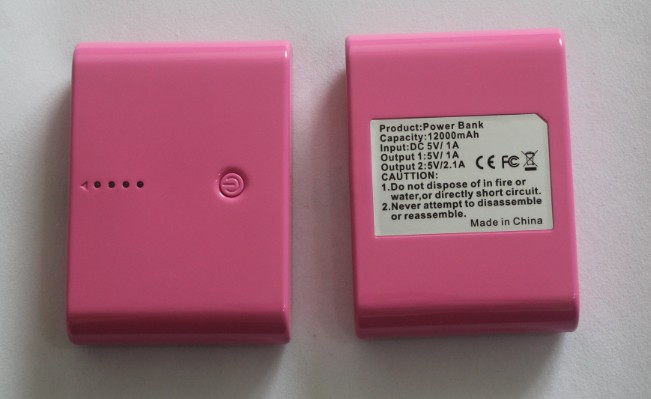 Product:Power Bank
Capacity:12000mAh
Input:DC 5V/ 1A
Output 1:5V/ 1A
Output 2:5V/2.1A
CE FC
CAUTTION:
1.Do not dispose of in fire or
water,or directly short circuit.
2.Never attempt to disassemble
or reassemble.
Made in China